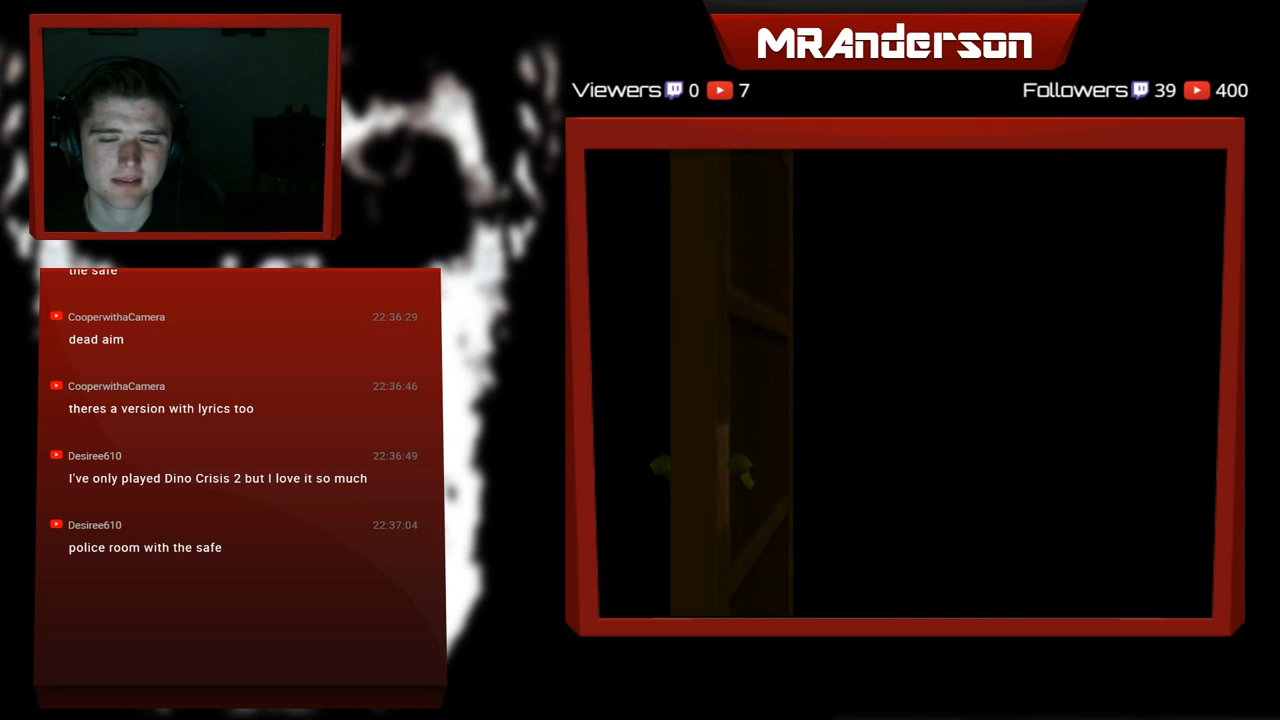 MRAnderson
Viewers 0 7
Followers 39 400
the safe
CooperwithaCamera 22:36:29
dead aim
CooperwithaCamera 22:36:46
theres a version with lyrics too
Desiree610 22:36:49
I've only played Dino Crisis 2 but I love it so much
Desiree610 22:37:04
police room with the safe